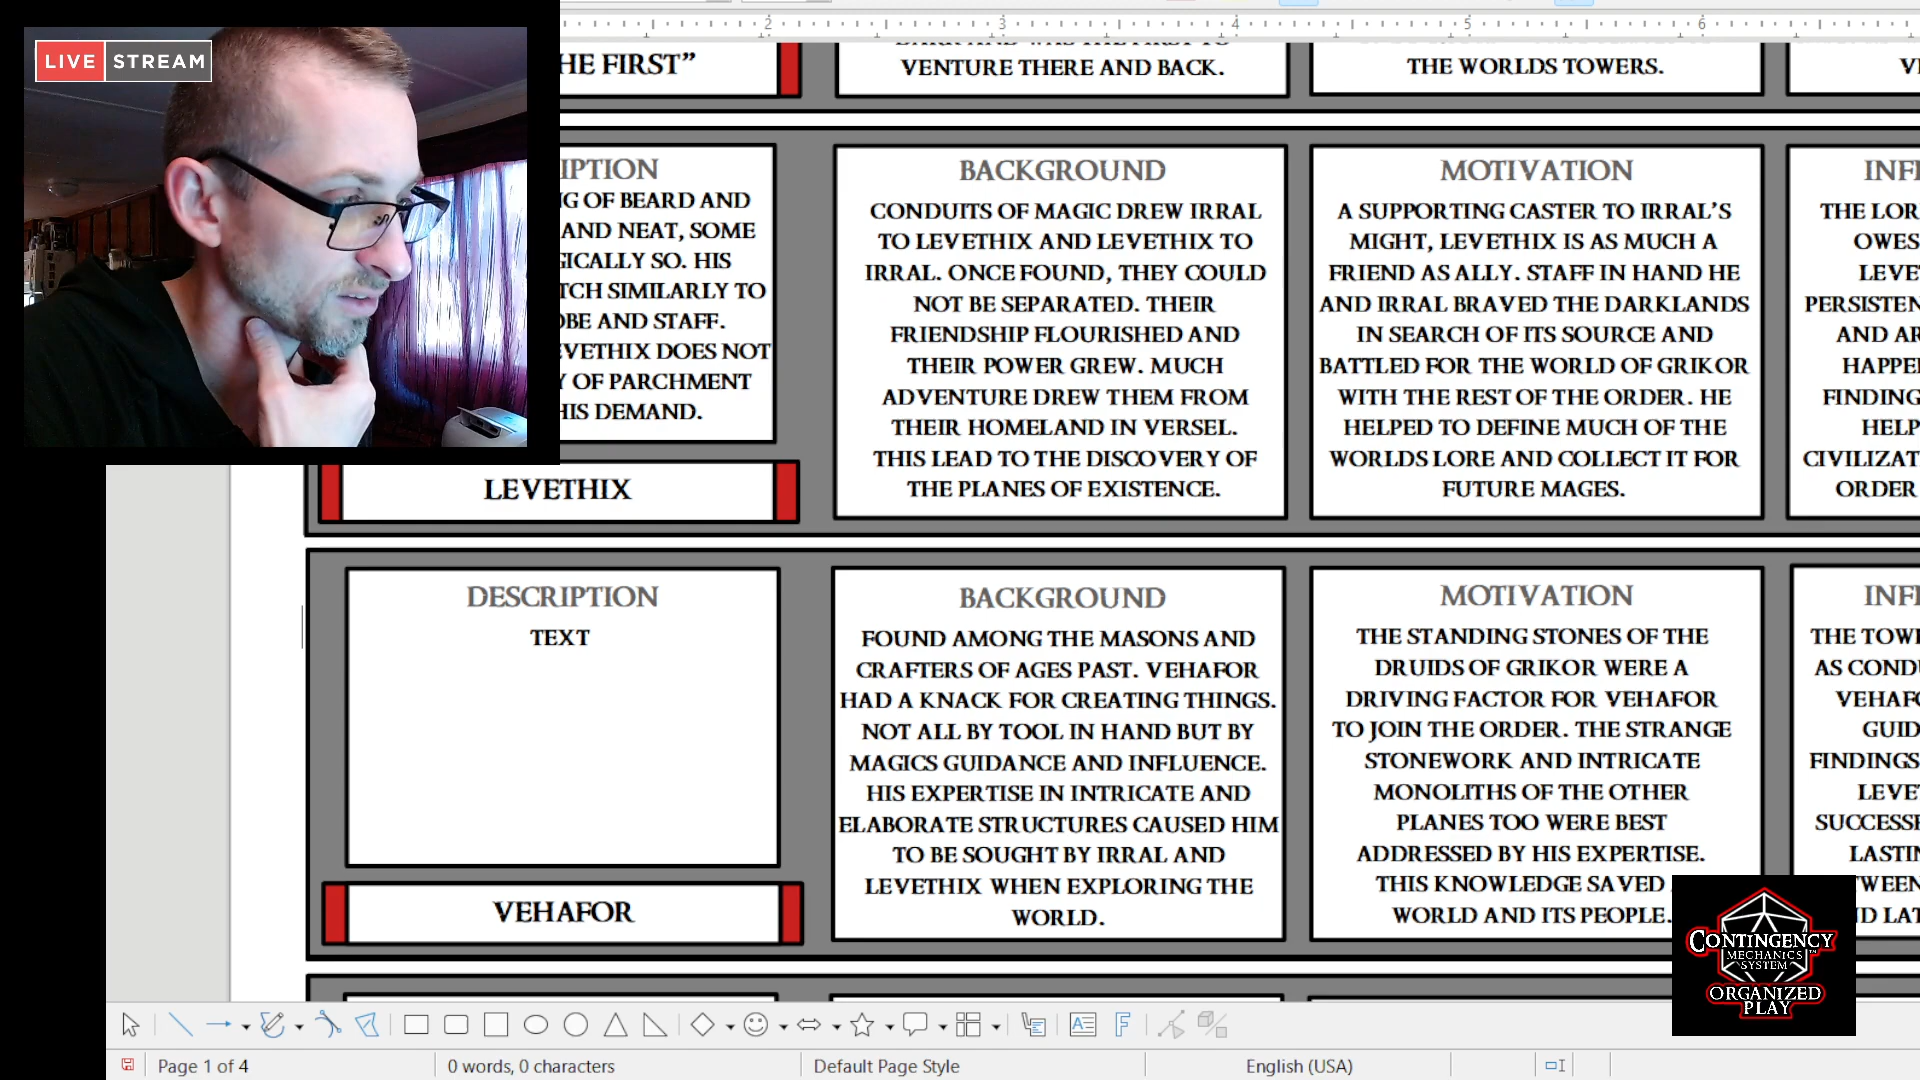 LIVE STREAM
2 3 4 5 6
HE FIRST”
VENTURE THERE AND BACK.
THE WORLDS TOWERS.
IPTION
G OF BEARD AND
AND NEAT, SOME
GICALLY SO. HIS
TCH SIMILARLY TO
OBE AND STAFF.
EVETHIX DOES NOT
Y OF PARCHMENT
HIS DEMAND.
LEVETHIX
BACKGROUND
CONDUITS OF MAGIC DREW IRRAL
TO LEVETHIX AND LEVETHIX TO
IRRAL. ONCE FOUND, THEY COULD
NOT BE SEPARATED. THEIR
FRIENDSHIP FLOURISHED AND
THEIR POWER GREW. MUCH
ADVENTURE DREW THEM FROM
THEIR HOMELAND IN VERSEL.
THIS LEAD TO THE DISCOVERY OF
THE PLANES OF EXISTENCE.
MOTIVATION
A SUPPORTING CASTER TO IRRAL’S
MIGHT, LEVETHIX IS AS MUCH A
FRIEND AS ALLY. STAFF IN HAND HE
AND IRRAL BRAVED THE DARKLANDS
IN SEARCH OF ITS SOURCE AND
BATTLED FOR THE WORLD OF GRIKOR
WITH THE REST OF THE ORDER. HE
HELPED TO DEFINE MUCH OF THE
WORLDS LORE AND COLLECT IT FOR
FUTURE MAGES.
INF
THE LOR
OWES
LEVE
PERSISTEN
AND AR
HAPPE
FINDING
HELP
CIVILIZAT
ORDER
DESCRIPTION
TEXT
VEHAFOR
BACKGROUND
FOUND AMONG THE MASONS AND
CRAFTERS OF AGES PAST. VEHAFOR
HAD A KNACK FOR CREATING THINGS.
NOT ALL BY TOOL IN HAND BUT BY
MAGICS GUIDANCE AND INFLUENCE.
HIS EXPERTISE IN INTRICATE AND
ELABORATE STRUCTURES CAUSED HIM
TO BE SOUGHT BY IRRAL AND
LEVETHIX WHEN EXPLORING THE
WORLD.
MOTIVATION
THE STANDING STONES OF THE
DRUIDS OF GRIKOR WERE A
DRIVING FACTOR FOR VEHAFOR
TO JOIN THE ORDER. THE STRANGE
STONEWORK AND INTRICATE
MONOLITHS OF THE OTHER
PLANES TOO WERE BEST
ADDRESSED BY HIS EXPERTISE.
THIS KNOWLEDGE SAVED
WORLD AND ITS PEOPLE.
INF
THE TOW
AS COND
VEHAF
GUID
FINDINGS
LEVE
SUCCESS
LASTIN
WEEN
D LAT
CONTINGENCY
MECHANICS
SYSTEM
ORGANIZED
PLAY
Page 1 of 4
0 words, 0 characters
Default Page Style
English (USA)